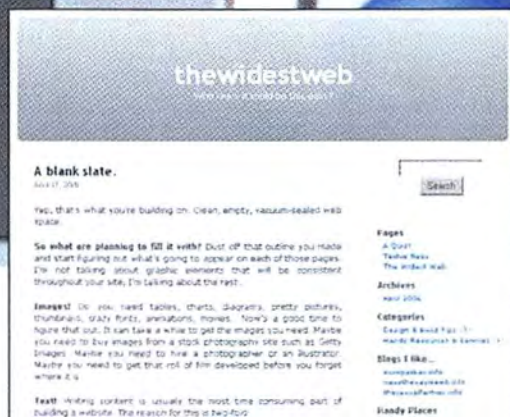 thewidestweb
A blank slate.
Yep, that's what you're building on. Clean, empty, vacuum-sealed web
space.
So what are planning to fill it with? Dust off that outline you made
and start figuring out what's going to appear on each of those pages.
I'm not talking about graphic elements that will be consistent
throughout your site, I'm talking about the rest.
Images! Do you need tables, charts, diagrams, pretty pictures,
thumbnails, crazy fonts, animations, movies. Now's a good time to
figure that out. It can take a while to get the images you need. Maybe
you need to buy images from a stock photography site such as Getty
Images. Maybe you need to hire a photographer or an illustrator.
Maybe you need to get that roll of film developed before you forget
where it is.
Text! Writing content is usually the most time consuming part of
building a website. The reason for this is two-fold
Search
Pages
The Widest Web
Archives
Categories
Blogs I like...
Handy Places